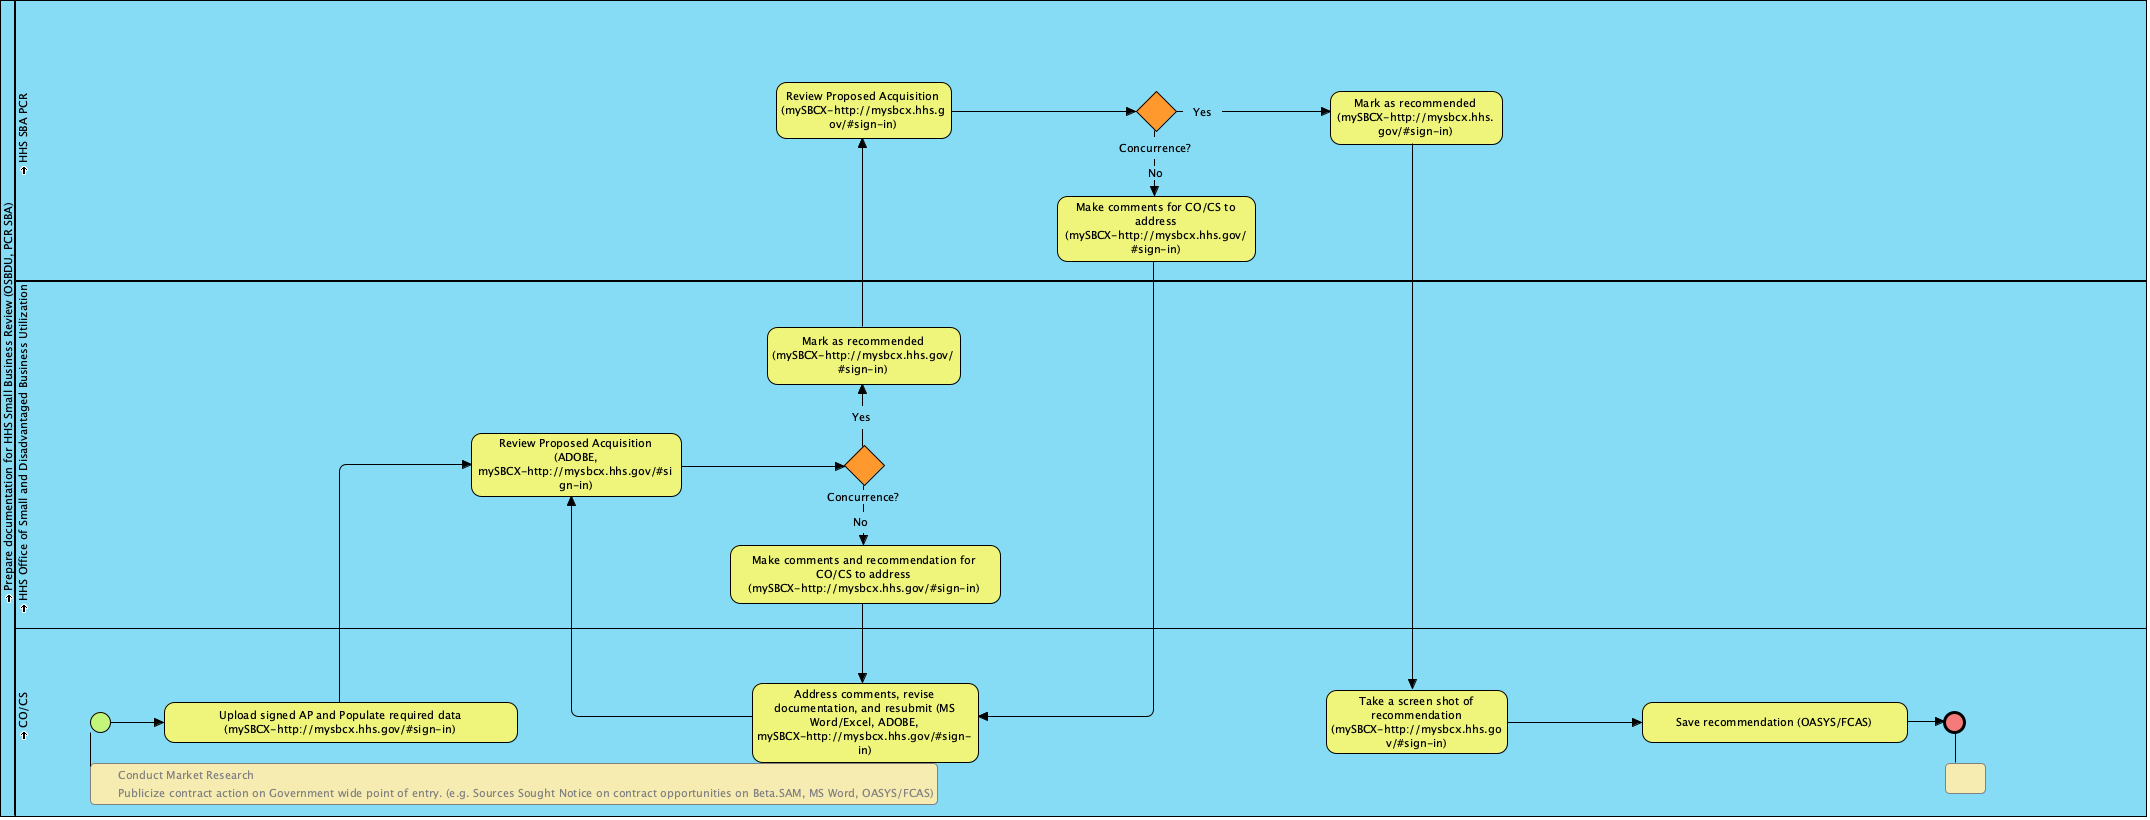 Prepare documentation for HHS Small Business Review (OSBDU, PCR SBA)
HHS SBA PCR
Review Proposed Acquisition
(mySBCX-http://mysbcx.hhs.g
ov/#sign-in)
Yes
Concurrence?
No
Mark as recommended
(mySBCX-http://mysbcx.hhs.
gov/#sign-in)
Make comments for CO/CS to
address
(mySBCX-http://mysbcx.hhs.gov/
#sign-in)
HHS Office of Small and Disadvantaged Business Utilization
Mark as recommended
(mySBCX-http://mysbcx.hhs.gov/
#sign-in)
Yes
Review Proposed Acquisition
(ADOBE,
mySBCX-http://mysbcx.hhs.gov/#si
gn-in)
Concurrence?
No
Make comments and recommendation for
CO/CS to address
(mySBCX-http://mysbcx.hhs.gov/#sign-in)
CO/CS
Upload signed AP and Populate required data
(mySBCX-http://mysbcx.hhs.gov/#sign-in)
Address comments, revise
documentation, and resubmit (MS
Word/Excel, ADOBE,
mySBCX-http://mysbcx.hhs.gov/#sign-
in)
Take a screen shot of
recommendation
(mySBCX-http://mysbcx.hhs.go
v/#sign-in)
Save recommendation (OASYS/FCAS)
Conduct Market Research
Publicize contract action on Government wide point of entry. (e.g. Sources Sought Notice on contract opportunities on Beta.SAM, MS Word, OASYS/FCAS)